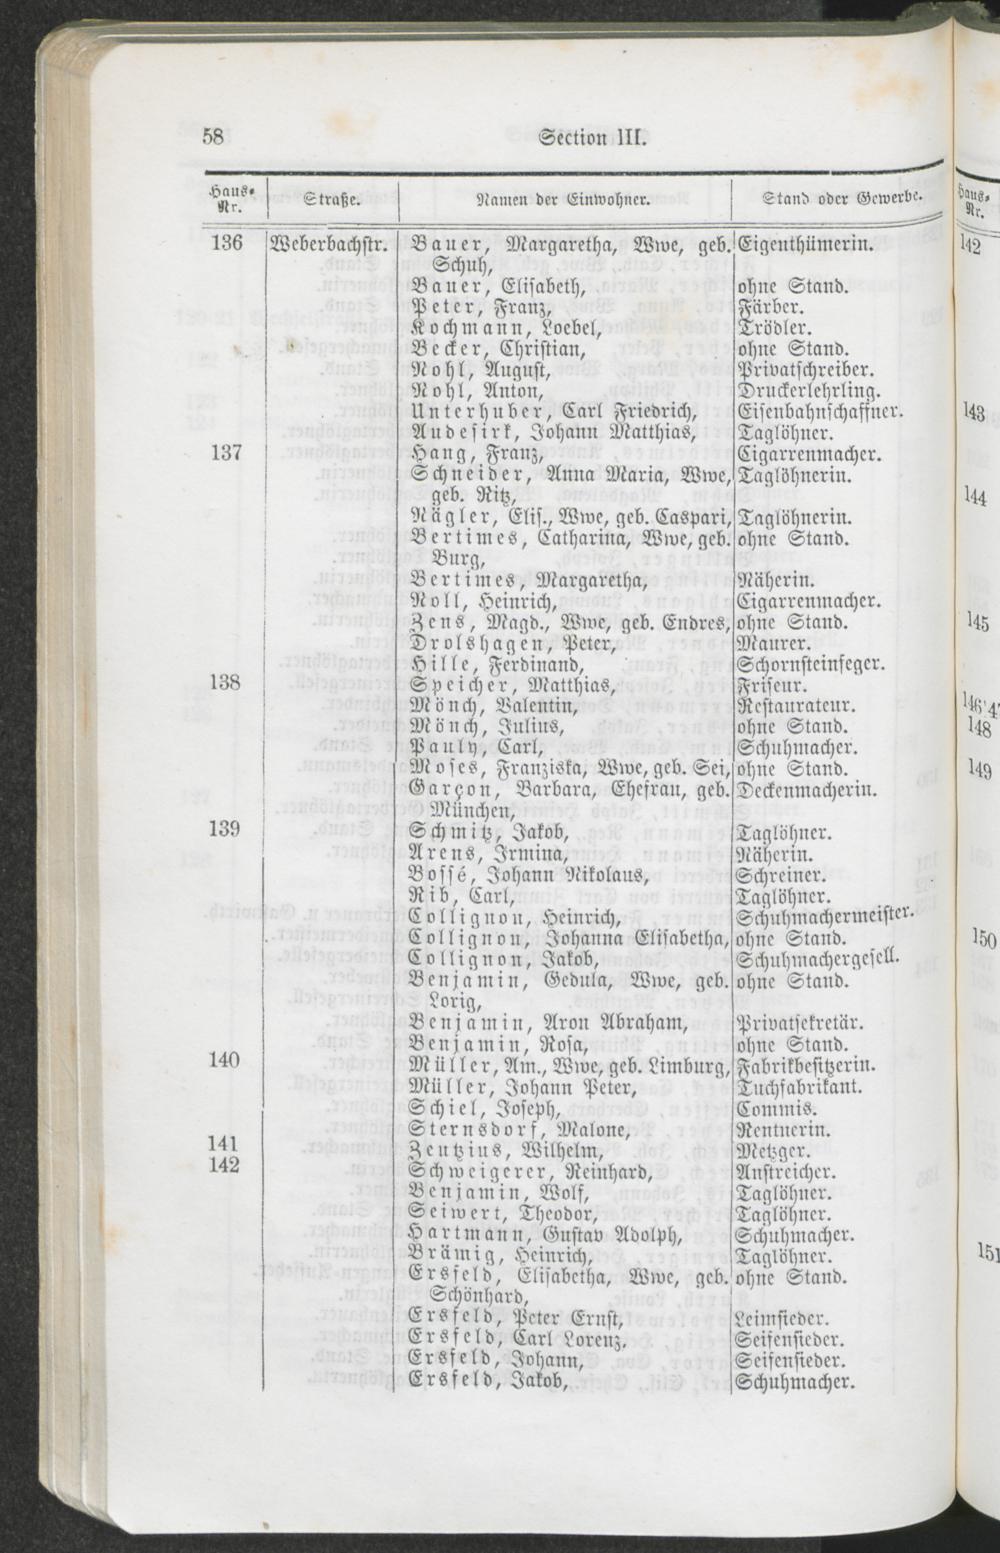 58 Section III.
Haus-Nr. Straße. Namen der Einwohner. Stand oder Gewerbe.
136 Weberbachstr. Bauer, Margaretha, Wwe, geb. Eigenthümerin.
Schuh,
Bauer, Elisabeth, ohne Stand.
Peter, Franz, Färber.
Kochmann, Loebel, Trödler.
Becker, Christian, ohne Stand.
Nohl, August, Privatschreiber.
Nohl, Anton, Druckerlehrling.
Unterhuber, Carl Friedrich, Eisenbahnschaffner.
Andesirk, Johann Matthias, Taglöhner.
137 Hang, Franz, Cigarrenmacher.
Schneider, Anna Maria, Wwe, Taglöhnerin.
geb. Ritz,
Nägler, Elis., Wwe, geb. Caspari, Taglöhnerin.
Bertimes, Catharina, Wwe, geb. ohne Stand.
Burg,
Bertimes, Margaretha, Näherin.
Noll, Heinrich, Cigarrenmacher.
Zens, Magd., Wwe, geb. Endres, ohne Stand.
Drolshagen, Peter, Maurer.
Hille, Ferdinand, Schornsteinfeger.
138 Speicher, Matthias, Friseur.
Mönch, Valentin, Restaurateur.
Mönch, Julius, ohne Stand.
Pauly, Carl, Schuhmacher.
Moses, Franziska, Wwe, geb. Sei, ohne Stand.
Garçon, Barbara, Ehefrau, geb. Deckenmacherin.
München,
139 Schmitz, Jakob, Taglöhner.
Arens, Irmina, Näherin.
Bossé, Johann Nikolaus, Schreiner.
Rib, Carl, Taglöhner.
Collignon, Heinrich, Schuhmachermeister.
Collignon, Johanna Elisabetha, ohne Stand.
Collignon, Jakob, Schuhmachergesell.
Benjamin, Gedula, Wwe, geb. ohne Stand.
Lorig,
Benjamin, Aron Abraham, Privatsekretär.
Benjamin, Rosa, ohne Stand.
140 Müller, Am., Wwe, geb. Limburg, Fabrikbesitzerin.
Müller, Johann Peter, Tuchfabrikant.
Schiel, Joseph, Commis.
Sternsdorf, Malone, Rentnerin.
141 Zentzius, Wilhelm, Metzger.
142 Schweigerer, Reinhard, Anstreicher.
Benjamin, Wolf, Taglöhner.
Seiwert, Theodor, Taglöhner.
Hartmann, Gustav Adolph, Schuhmacher.
Brämig, Heinrich, Taglöhner.
Ersfeld, Elisabetha, Wwe, geb. ohne Stand.
Schönhard,
Ersfeld, Peter Ernst, Leimsieder.
Ersfeld, Carl Lorenz, Seifensieder.
Ersfeld, Johann, Seifensieder.
Ersfeld, Jakob, Schuhmacher.
Haus-Nr.
142
143
144
145
148
149
150
151